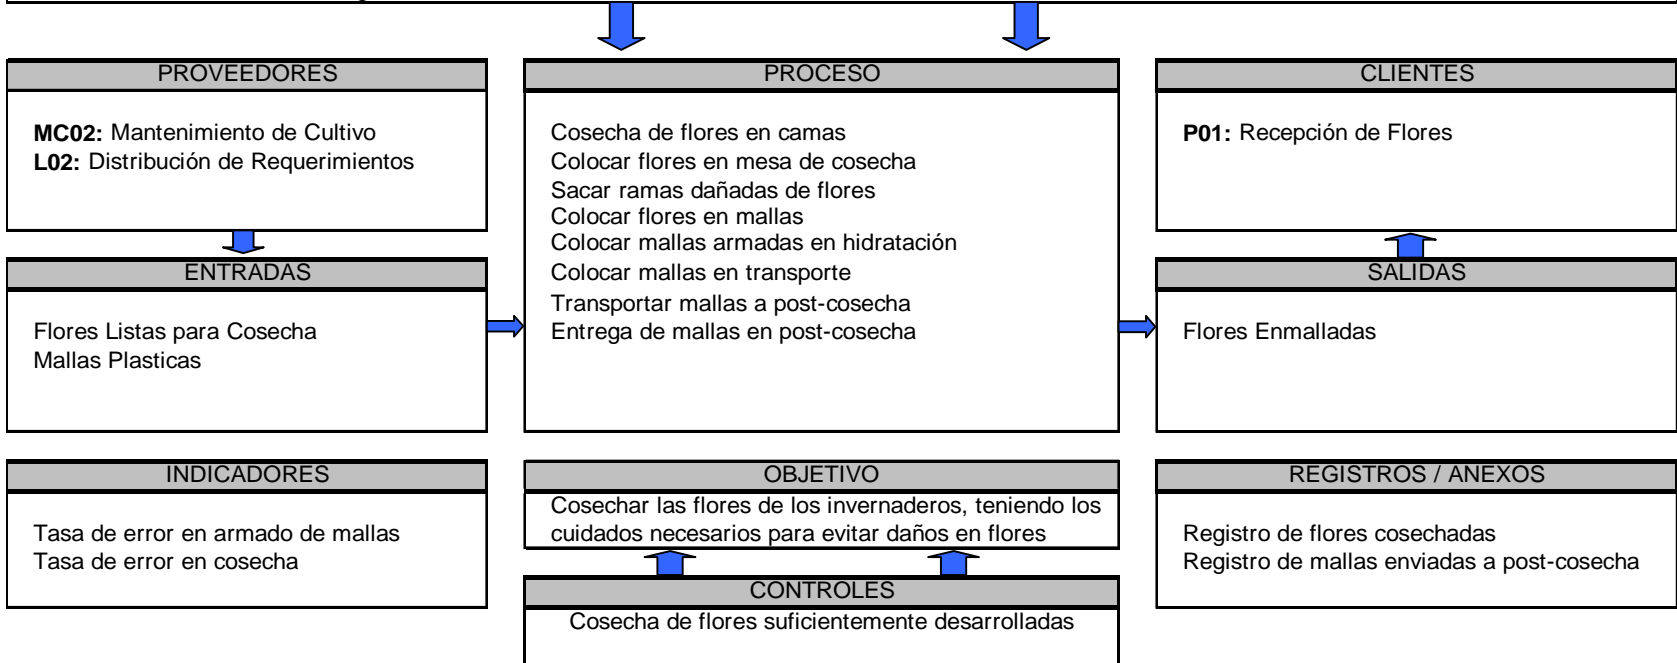 PROVEEDORES
MC02: Mantenimiento de Cultivo
L02: Distribución de Requerimientos
ENTRADAS
Flores Listas para Cosecha
Mallas Plasticas
PROCESO
Cosecha de flores en camas
Colocar flores en mesa de cosecha
Sacar ramas dañadas de flores
Colocar flores en mallas
Colocar mallas armadas en hidratación
Colocar mallas en transporte
Transportar mallas a post-cosecha
Entrega de mallas en post-cosecha
CLIENTES
P01: Recepción de Flores
SALIDAS
Flores Enmalladas
INDICADORES
Tasa de error en armado de mallas
Tasa de error en cosecha
OBJETIVO
Cosechar las flores de los invernaderos, teniendo los
cuidados necesarios para evitar daños en flores
CONTROLES
Cosecha de flores suficientemente desarrolladas
REGISTROS / ANEXOS
Registro de flores cosechadas
Registro de mallas enviadas a post-cosecha